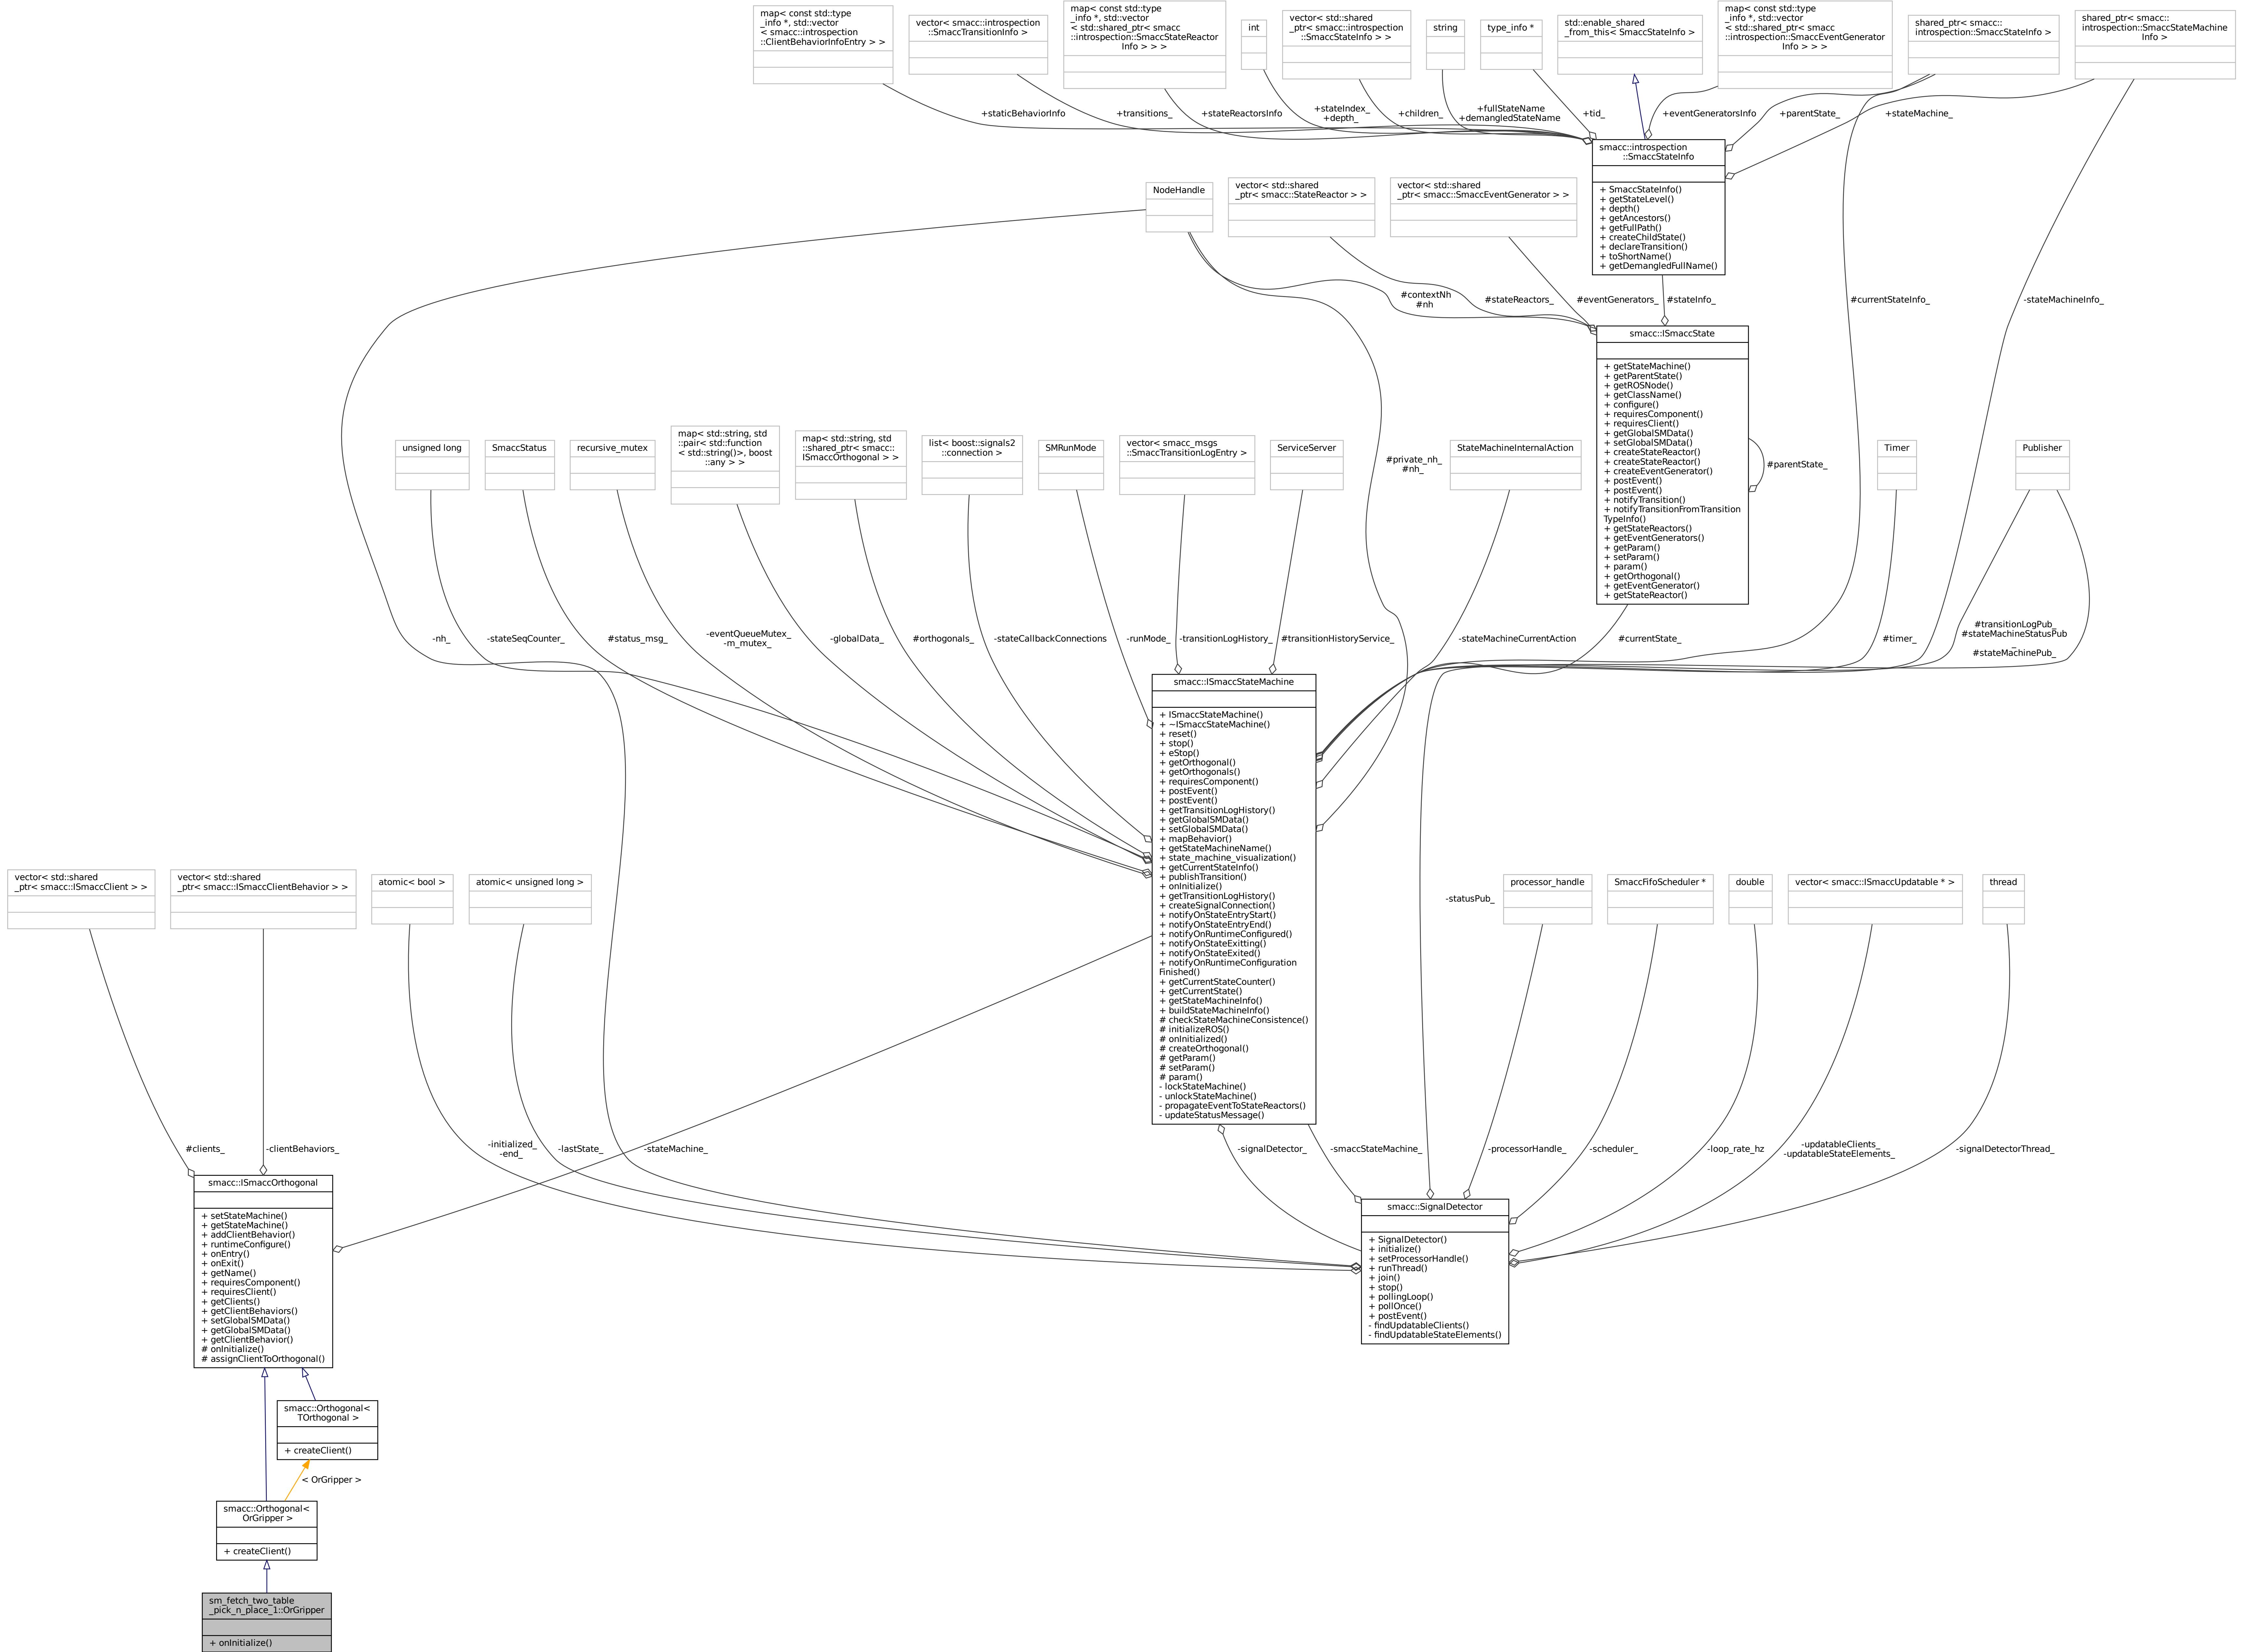 map< const std::type
_info *, std::vector
< smacc::introspection
::ClientBehaviorInfoEntry > >
vector< smacc::introspection
::SmaccTransitionInfo >
map< const std::type
_info *, std::vector
< std::shared_ptr< smacc
::introspection::SmaccStateReactor
Info > > >
int
vector< std::shared
_ptr< smacc::introspection
::SmaccStateInfo > >
string
type_info *
std::enable_shared
_from_this< SmaccStateInfo >
map< const std::type
_info *, std::vector
< std::shared_ptr< smacc
::introspection::SmaccEventGenerator
Info > > >
shared_ptr< smacc::
introspection::SmaccStateInfo >
shared_ptr< smacc::
introspection::SmaccStateMachine
Info >
+staticBehaviorInfo
+transitions_
+stateReactorsInfo
+stateIndex_
+depth_
+children_
+fullStateName
+demangledStateName
+tid_
+eventGeneratorsInfo
+parentState_
+stateMachine_
smacc::introspection
::SmaccStateInfo
+ SmaccStateInfo()
+ getStateLevel()
+ depth()
+ getAncestors()
+ getFullPath()
+ createChildState()
+ declareTransition()
+ toShortName()
+ getDemangledFullName()
NodeHandle
vector< std::shared
_ptr< smacc::StateReactor > >
vector< std::shared
_ptr< smacc::SmaccEventGenerator > >
#contextNh
#nh
#stateReactors_
#eventGenerators_
#stateInfo_
#currentStateInfo_
-stateMachineInfo_
smacc::ISmaccState
+ getStateMachine()
+ getParentState()
+ getROSNode()
+ getClassName()
+ configure()
+ requiresComponent()
+ requiresClient()
+ getGlobalSMData()
+ setGlobalSMData()
+ createStateReactor()
+ createStateReactor()
+ createEventGenerator()
+ postEvent()
+ postEvent()
+ notifyTransition()
+ notifyTransitionFromTransition
TypeInfo()
+ getStateReactors()
+ getEventGenerators()
+ getParam()
+ setParam()
+ param()
+ getOrthogonal()
+ getEventGenerator()
+ getStateReactor()
#parentState_
unsigned long
SmaccStatus
recursive_mutex
map< std::string, std
::pair< std::function
< std::string()>, boost
::any > >
map< std::string, std
::shared_ptr< smacc::
ISmaccOrthogonal > >
list< boost::signals2
::connection >
SMRunMode
vector< smacc_msgs
::SmaccTransitionLogEntry >
ServiceServer
#private_nh_
#nh_
StateMachineInternalAction
Timer
Publisher
-nh_
-stateSeqCounter_
#status_msg_
-eventQueueMutex_
-m_mutex_
-globalData_
#orthogonals_
-stateCallbackConnections
-runMode_
-transitionLogHistory_
#transitionHistoryService_
-stateMachineCurrentAction
#currentState_
#timer_
#transitionLogPub_
#stateMachineStatusPub
_
#stateMachinePub_
smacc::ISmaccStateMachine
+ ISmaccStateMachine()
+ ~ISmaccStateMachine()
+ reset()
+ stop()
+ eStop()
+ getOrthogonal()
+ getOrthogonals()
+ requiresComponent()
+ postEvent()
+ postEvent()
+ getTransitionLogHistory()
+ getGlobalSMData()
+ setGlobalSMData()
+ mapBehavior()
+ getStateMachineName()
+ state_machine_visualization()
+ getCurrentStateInfo()
+ publishTransition()
+ onInitialize()
+ getTransitionLogHistory()
+ createSignalConnection()
+ notifyOnStateEntryStart()
+ notifyOnStateEntryEnd()
+ notifyOnRuntimeConfigured()
+ notifyOnStateExitting()
+ notifyOnStateExited()
+ notifyOnRuntimeConfiguration
Finished()
+ getCurrentStateCounter()
+ getCurrentState()
+ getStateMachineInfo()
+ buildStateMachineInfo()
# checkStateMachineConsistence()
# initializeROS()
# onInitialized()
# createOrthogonal()
# getParam()
# setParam()
# param()
- lockStateMachine()
- unlockStateMachine()
- propagateEventToStateReactors()
- updateStatusMessage()
vector< std::shared
_ptr< smacc::ISmaccClient > >
vector< std::shared
_ptr< smacc::ISmaccClientBehavior > >
atomic< bool >
atomic< unsigned long >
-statusPub_
processor_handle
SmaccFifoScheduler *
double
vector< smacc::ISmaccUpdatable * >
thread
#clients_
-clientBehaviors_
-initialized_
-end_
-lastState_
-stateMachine_
-signalDetector_
-smaccStateMachine_
-processorHandle_
-scheduler_
-loop_rate_hz
-updatableClients_
-updatableStateElements_
-signalDetectorThread_
smacc::ISmaccOrthogonal
+ setStateMachine()
+ getStateMachine()
+ addClientBehavior()
+ runtimeConfigure()
+ onEntry()
+ onExit()
+ getName()
+ requiresComponent()
+ requiresClient()
+ getClients()
+ getClientBehaviors()
+ setGlobalSMData()
+ getGlobalSMData()
+ getClientBehavior()
# onInitialize()
# assignClientToOrthogonal()
smacc::SignalDetector
+ SignalDetector()
+ initialize()
+ setProcessorHandle()
+ runThread()
+ join()
+ stop()
+ pollingLoop()
+ pollOnce()
+ postEvent()
- findUpdatableClients()
- findUpdatableStateElements()
smacc::Orthogonal<
TOrthogonal >
+ createClient()
< OrGripper >
smacc::Orthogonal<
OrGripper >
+ createClient()
sm_fetch_two_table
_pick_n_place_1::OrGripper
+ onInitialize()